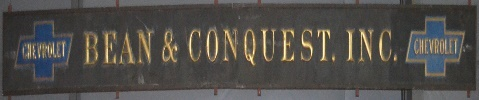 CHEVROLET BEAN & CONQUEST. INC. CHEVROLET